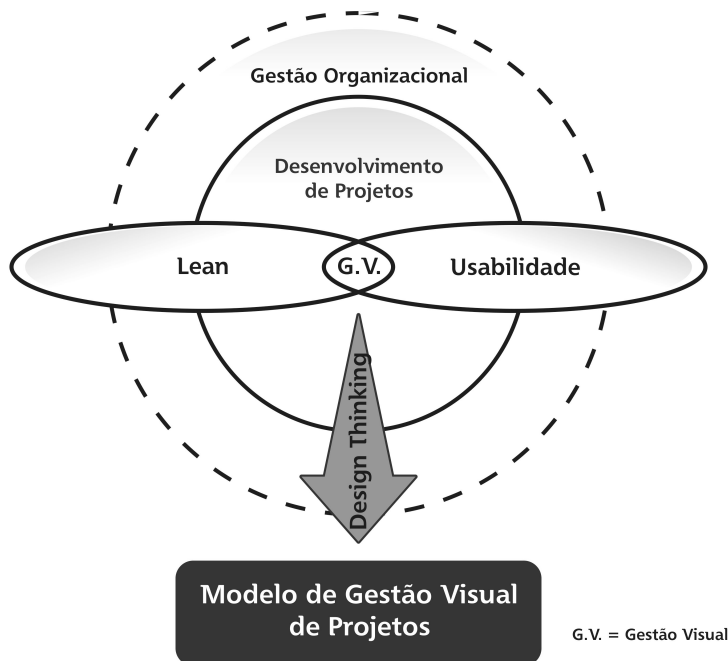 Gestão Organizacional
Desenvolvimento
de Projetos
Lean
G.V.
Usabilidade
Design Thinking
Modelo de Gestão Visual
de Projetos
G.V. = Gestão Visual